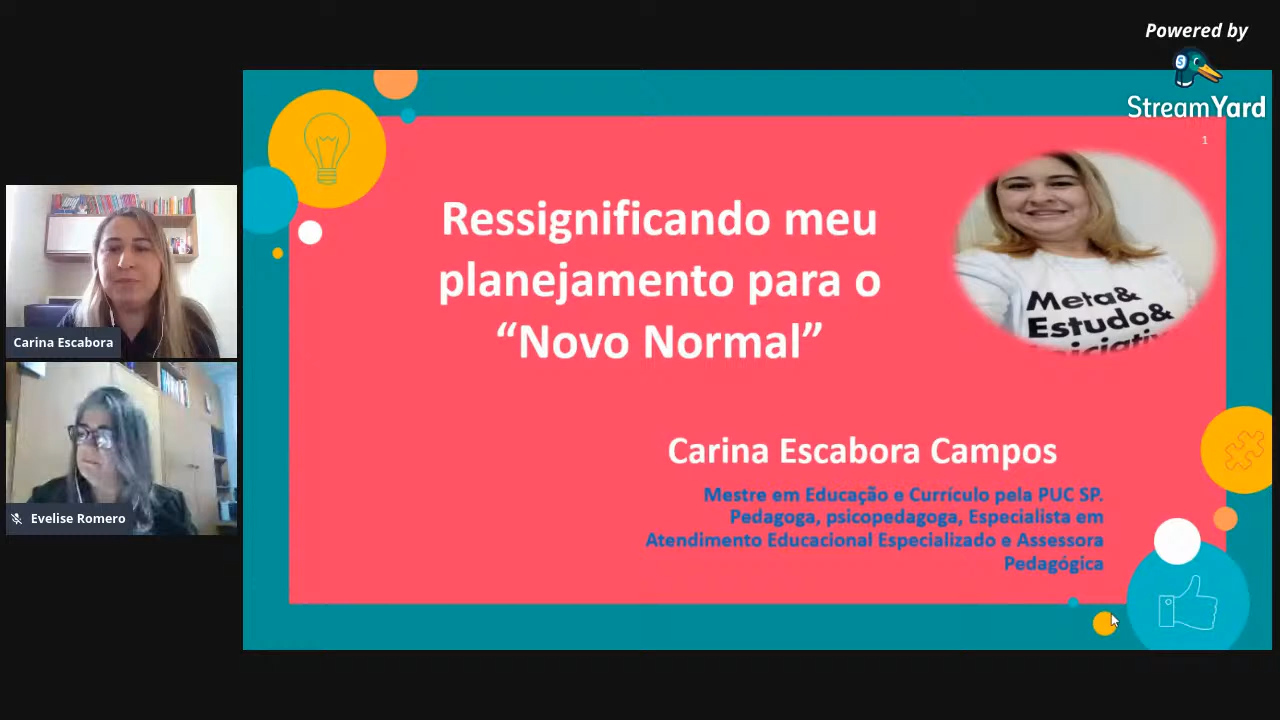 Powered by
StreamYard
1
Ressignificando meu
planejamento para o
“Novo Normal”
Meta&
Estudo&
Iniciativ
Carina Escabora Campos
Mestre em Educação e Currículo pela PUC SP.
Pedagoga, psicopedagoga, Especialista em
Atendimento Educacional Especializado e Assessora
Pedagógica
Carina Escabora
Evelise Romero